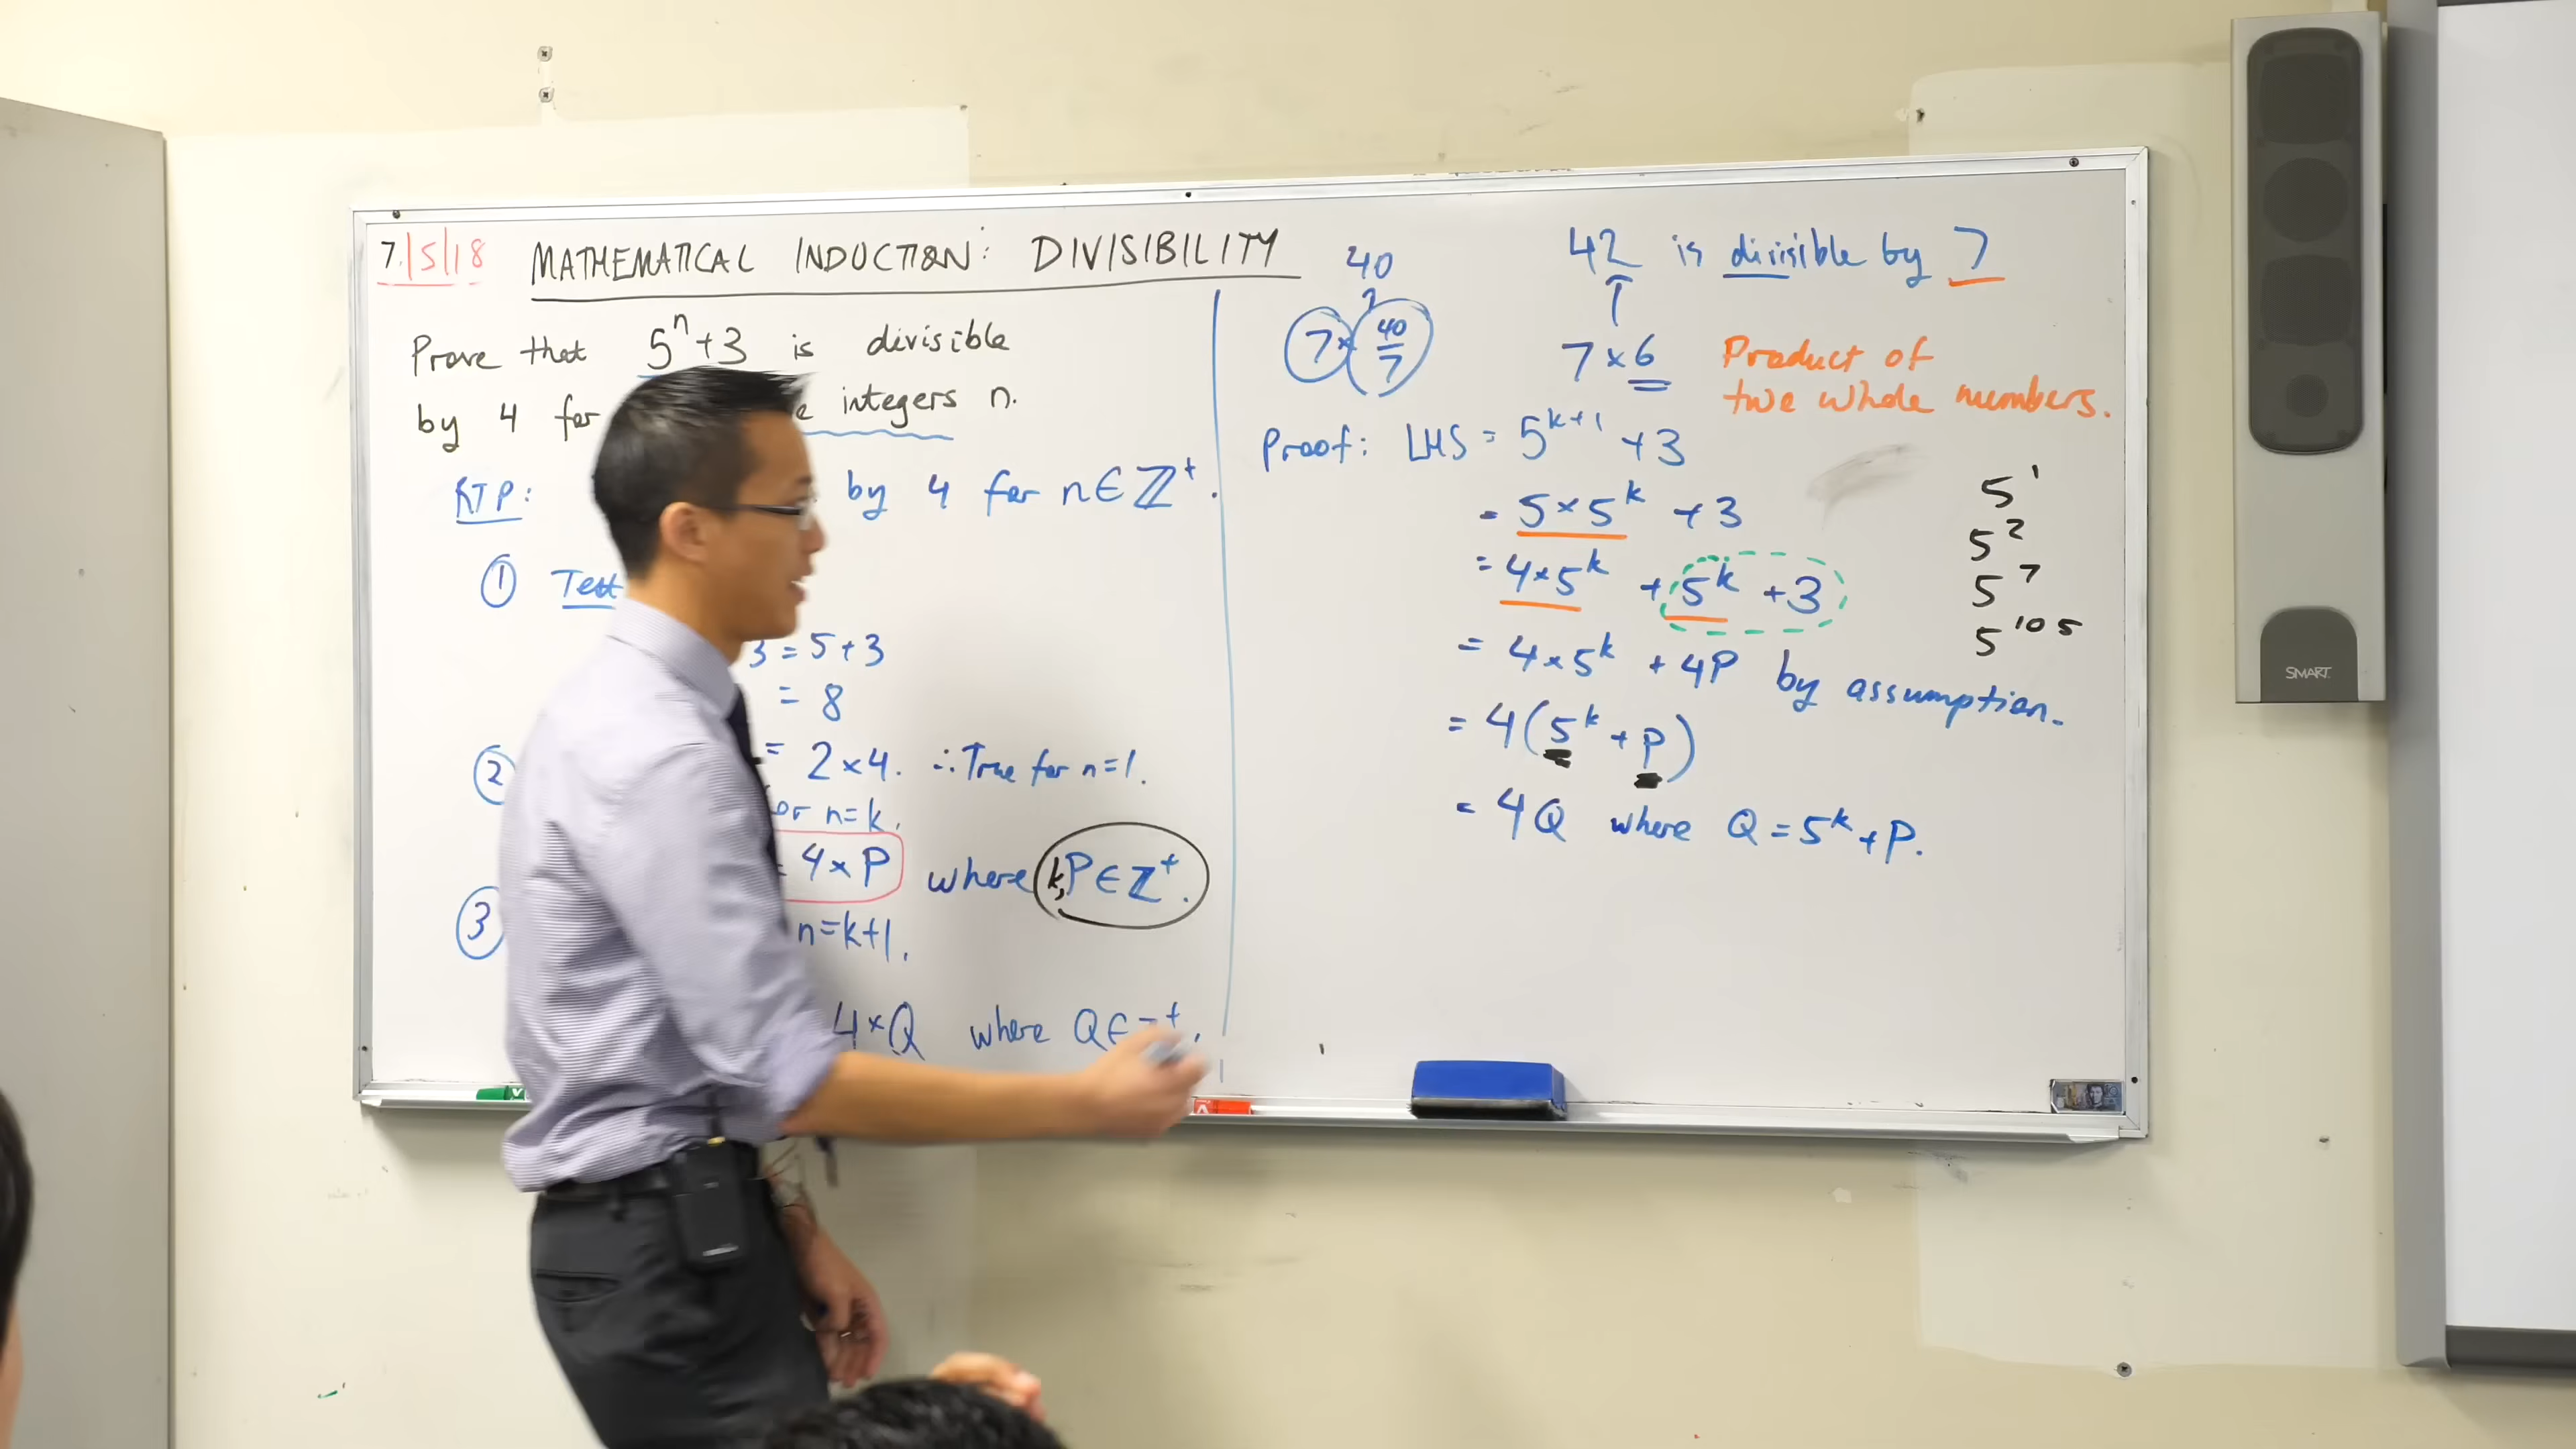 7/5/18 MATHEMATICAL INDUCTION: DIVISIBILITY
Prove that 5ⁿ+3 is divisible
by 4 for integers n.
RTP: by 4 for n∈ℤ⁺.
① Test
3 = 5+3
= 8
= 2×4. ∴True for n=1.
②
or n=k,
= 4×P where k,P∈ℤ⁺.
③ n=k+1.
4×Q where Q∈ℤ⁺.
40
7×40/7
42 is divisible by 7
↑
7×6 Product of
two whole numbers.
Proof: LHS = 5ᵏ⁺¹ +3
= 5×5ᵏ +3
= 4×5ᵏ +5ᵏ +3
= 4×5ᵏ + 4P by assumption.
= 4(5ᵏ + P)
= 4Q where Q = 5ᵏ+P.
5¹
5²
5⁷
5¹⁰⁵
SMART